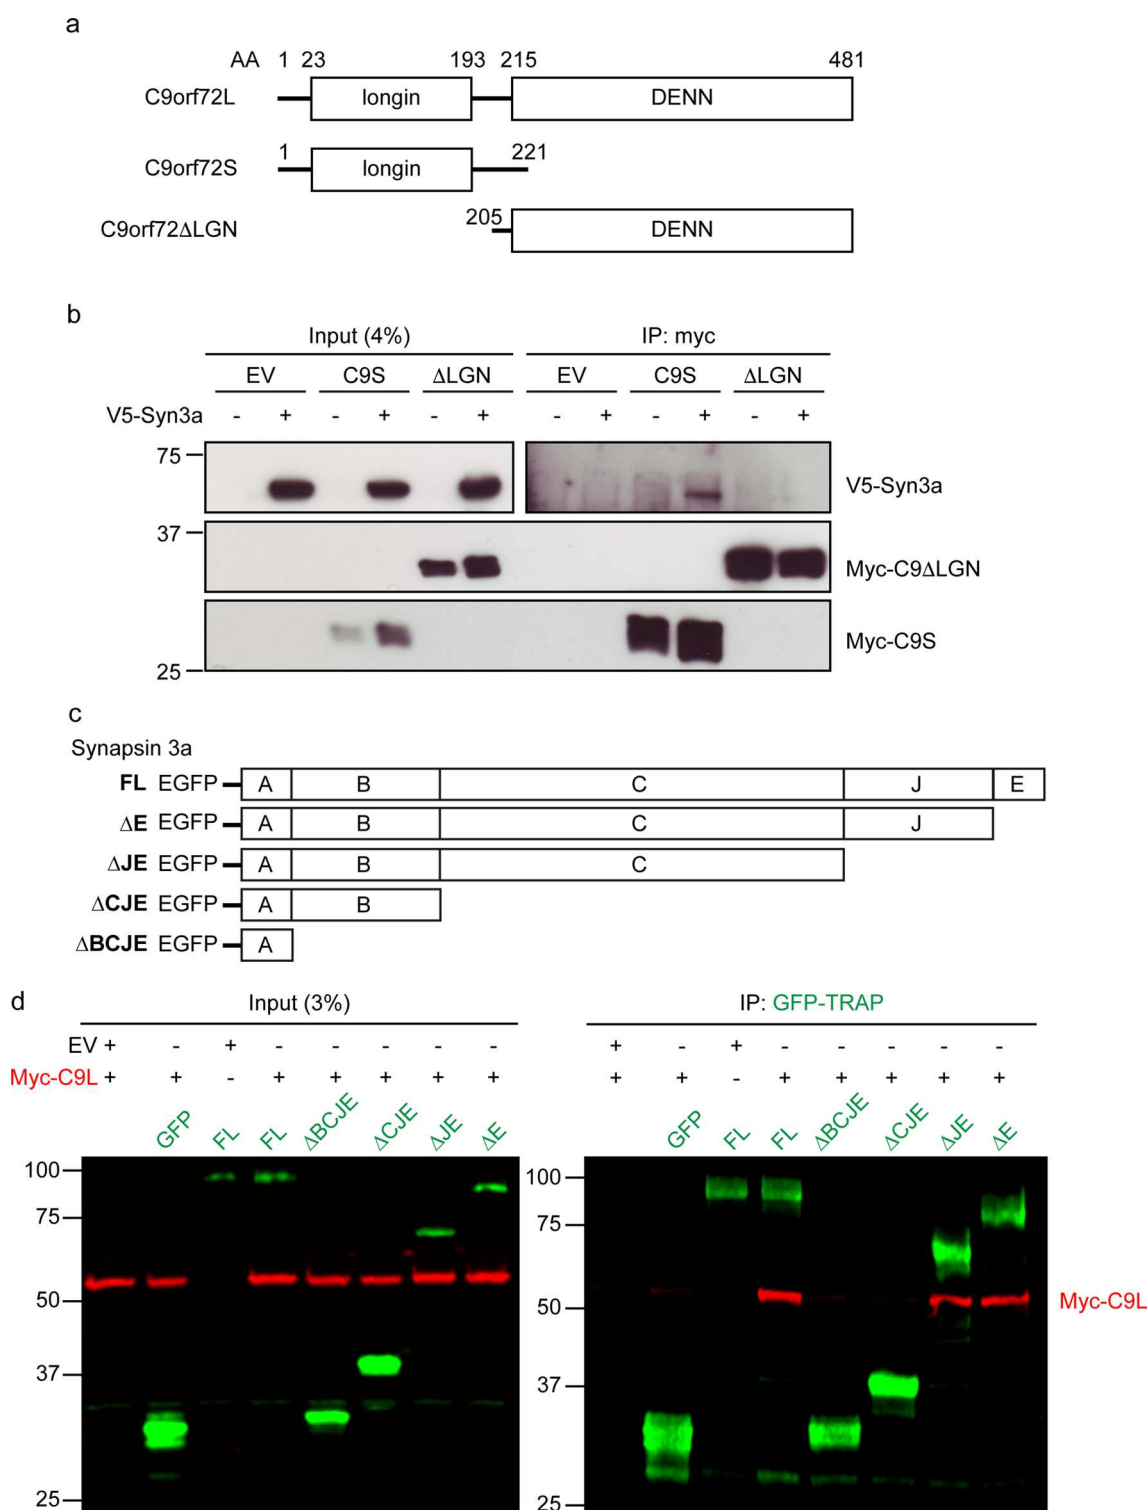 a
AA 1 23 193 215 481
C9orf72L longin DENN
1 221
C9orf72S longin
205
C9orf72ΔLGN DENN
b
Input (4%) IP: myc
EV C9S ΔLGN EV C9S ΔLGN
V5-Syn3a - + - + - + - + - + - +
75
V5-Syn3a
37
Myc-C9ΔLGN
Myc-C9S
25
c
Synapsin 3a
FL EGFP A B C J E
ΔE EGFP A B C J
ΔJE EGFP A B C
ΔCJE EGFP A B
ΔBCJE EGFP A
d
Input (3%) IP: GFP-TRAP
EV + - + - - - - - + - + - - - - -
Myc-C9L + + - + + + + + + + - + + + + +
GFP FL FL ΔBCJE ΔCJE ΔJE ΔE GFP FL FL ΔBCJE ΔCJE ΔJE ΔE
100 100
75 75
50 50 Myc-C9L
37 37
25 25